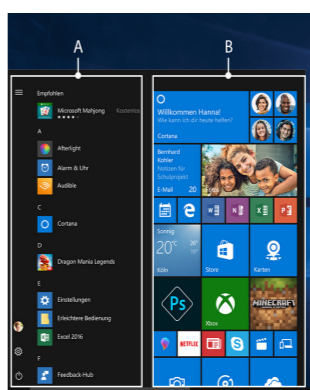 A
B
Empfohlen
Microsoft Mahjong Kostenlos
A
Afterlight
Alarm & Uhr
Audible
C
Cortana
D
Dragon Mania Legends
E
Einstellungen
Erleichterte Bedienung
Excel 2016
F
Feedback-Hub
Willkommen Hanna!
Wie kann ich dir heute helfen?
Cortana
Bernhard
Kohler
Notizen für
Schulprojekt
E-Mail 20
Fotos
W
N
X
P
Sonnig
20°C
Köln
Store
Karten
Ps
Xbox
MINECRAFT
NETFLIX